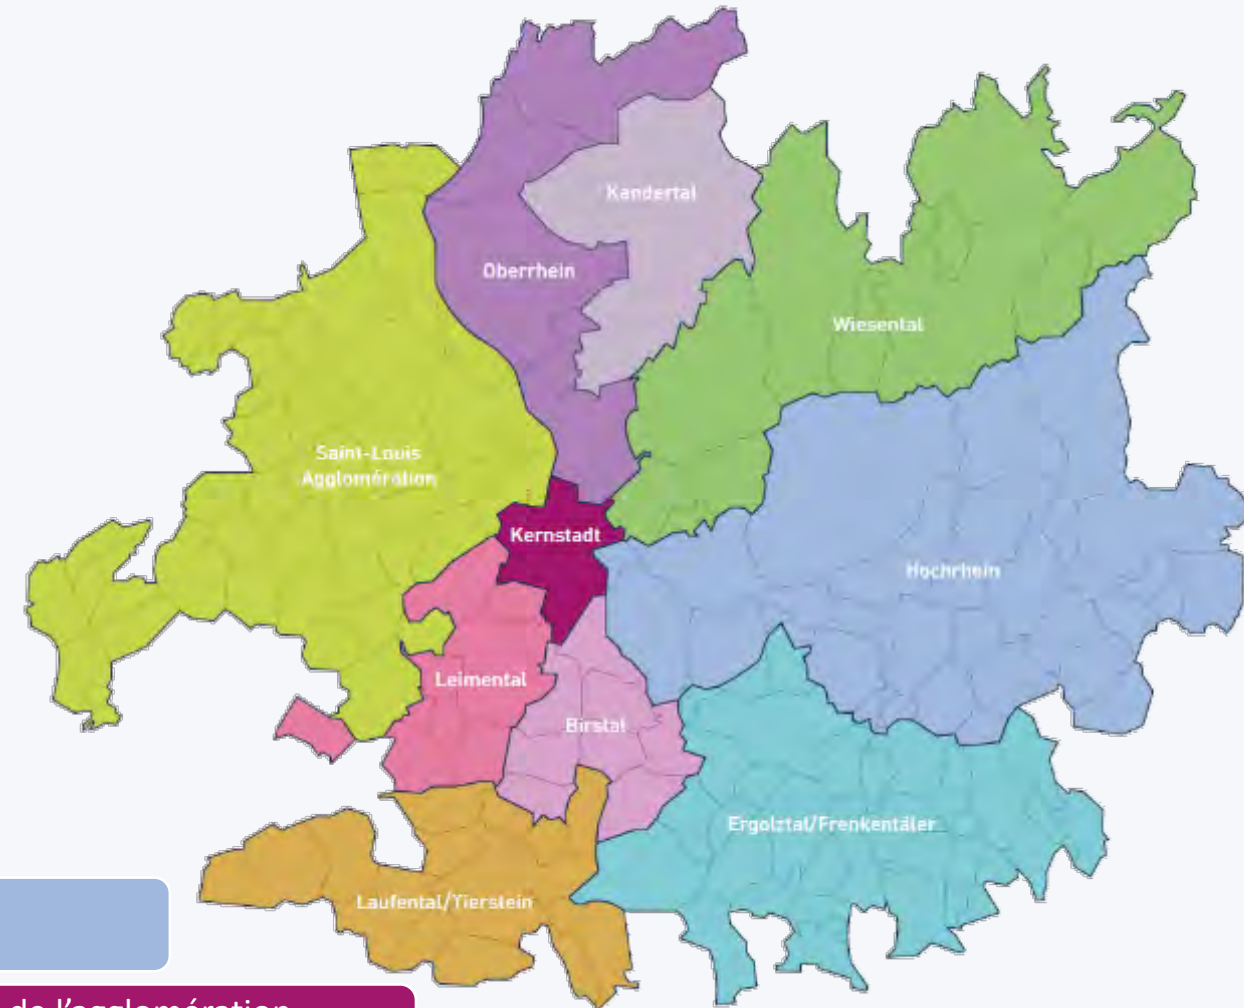 Kandertal
Oberrhein
Wiesental
Saint-Louis
Agglomération
Kernstadt
Hochrhein
Leimental
Birstal
Ergolztal/Frenkentäler
Laufental/Tierstein
de l'agglomération